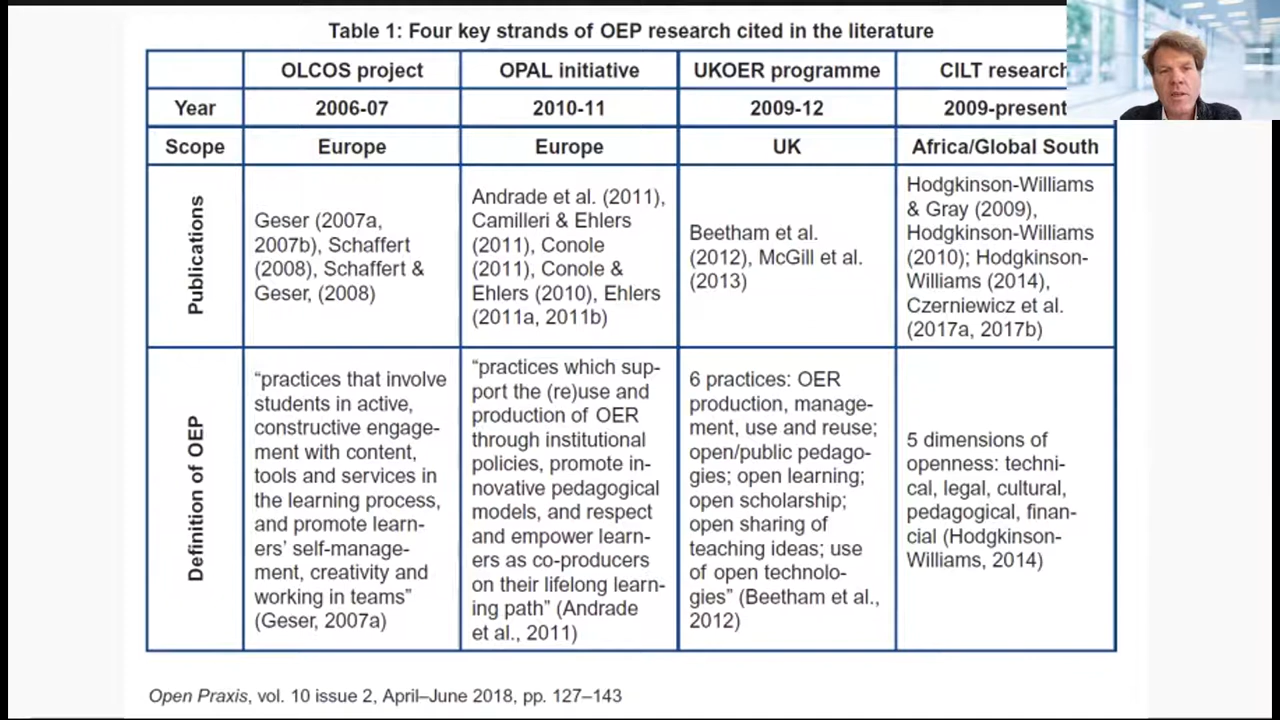 Table 1: Four key strands of OEP research cited in the literature
OLCOS project
OPAL initiative
UKOER programme
CILT research
Year
2006-07
2010-11
2009-12
2009-present
Scope
Europe
Europe
UK
Africa/Global South
Publications
Geser (2007a,
2007b), Schaffert
(2008), Schaffert &
Geser, (2008)
Andrade et al. (2011),
Camilleri & Ehlers
(2011), Conole
(2011), Conole &
Ehlers (2010), Ehlers
(2011a, 2011b)
Beetham et al.
(2012), McGill et al.
(2013)
Hodgkinson-Williams
& Gray (2009),
Hodgkinson-Williams
(2010); Hodgkinson-
Williams (2014),
Czerniewicz et al.
(2017a, 2017b)
Definition of OEP
“practices that involve
students in active,
constructive engage-
ment with content,
tools and services in
the learning process,
and promote learn-
ers’ self-manage-
ment, creativity and
working in teams”
(Geser, 2007a)
“practices which sup-
port the (re)use and
production of OER
through institutional
policies, promote in-
novative pedagogical
models, and respect
and empower learn-
ers as co-producers
on their lifelong learn-
ing path” (Andrade
et al., 2011)
6 practices: OER
production, manage-
ment, use and reuse;
open/public pedago-
gies; open learning;
open scholarship;
open sharing of
teaching ideas; use
of open technolo-
gies” (Beetham et al.,
2012)
5 dimensions of
openness: techni-
cal, legal, cultural,
pedagogical, finan-
cial (Hodgkinson-
Williams, 2014)
Open Praxis, vol. 10 issue 2, April–June 2018, pp. 127–143